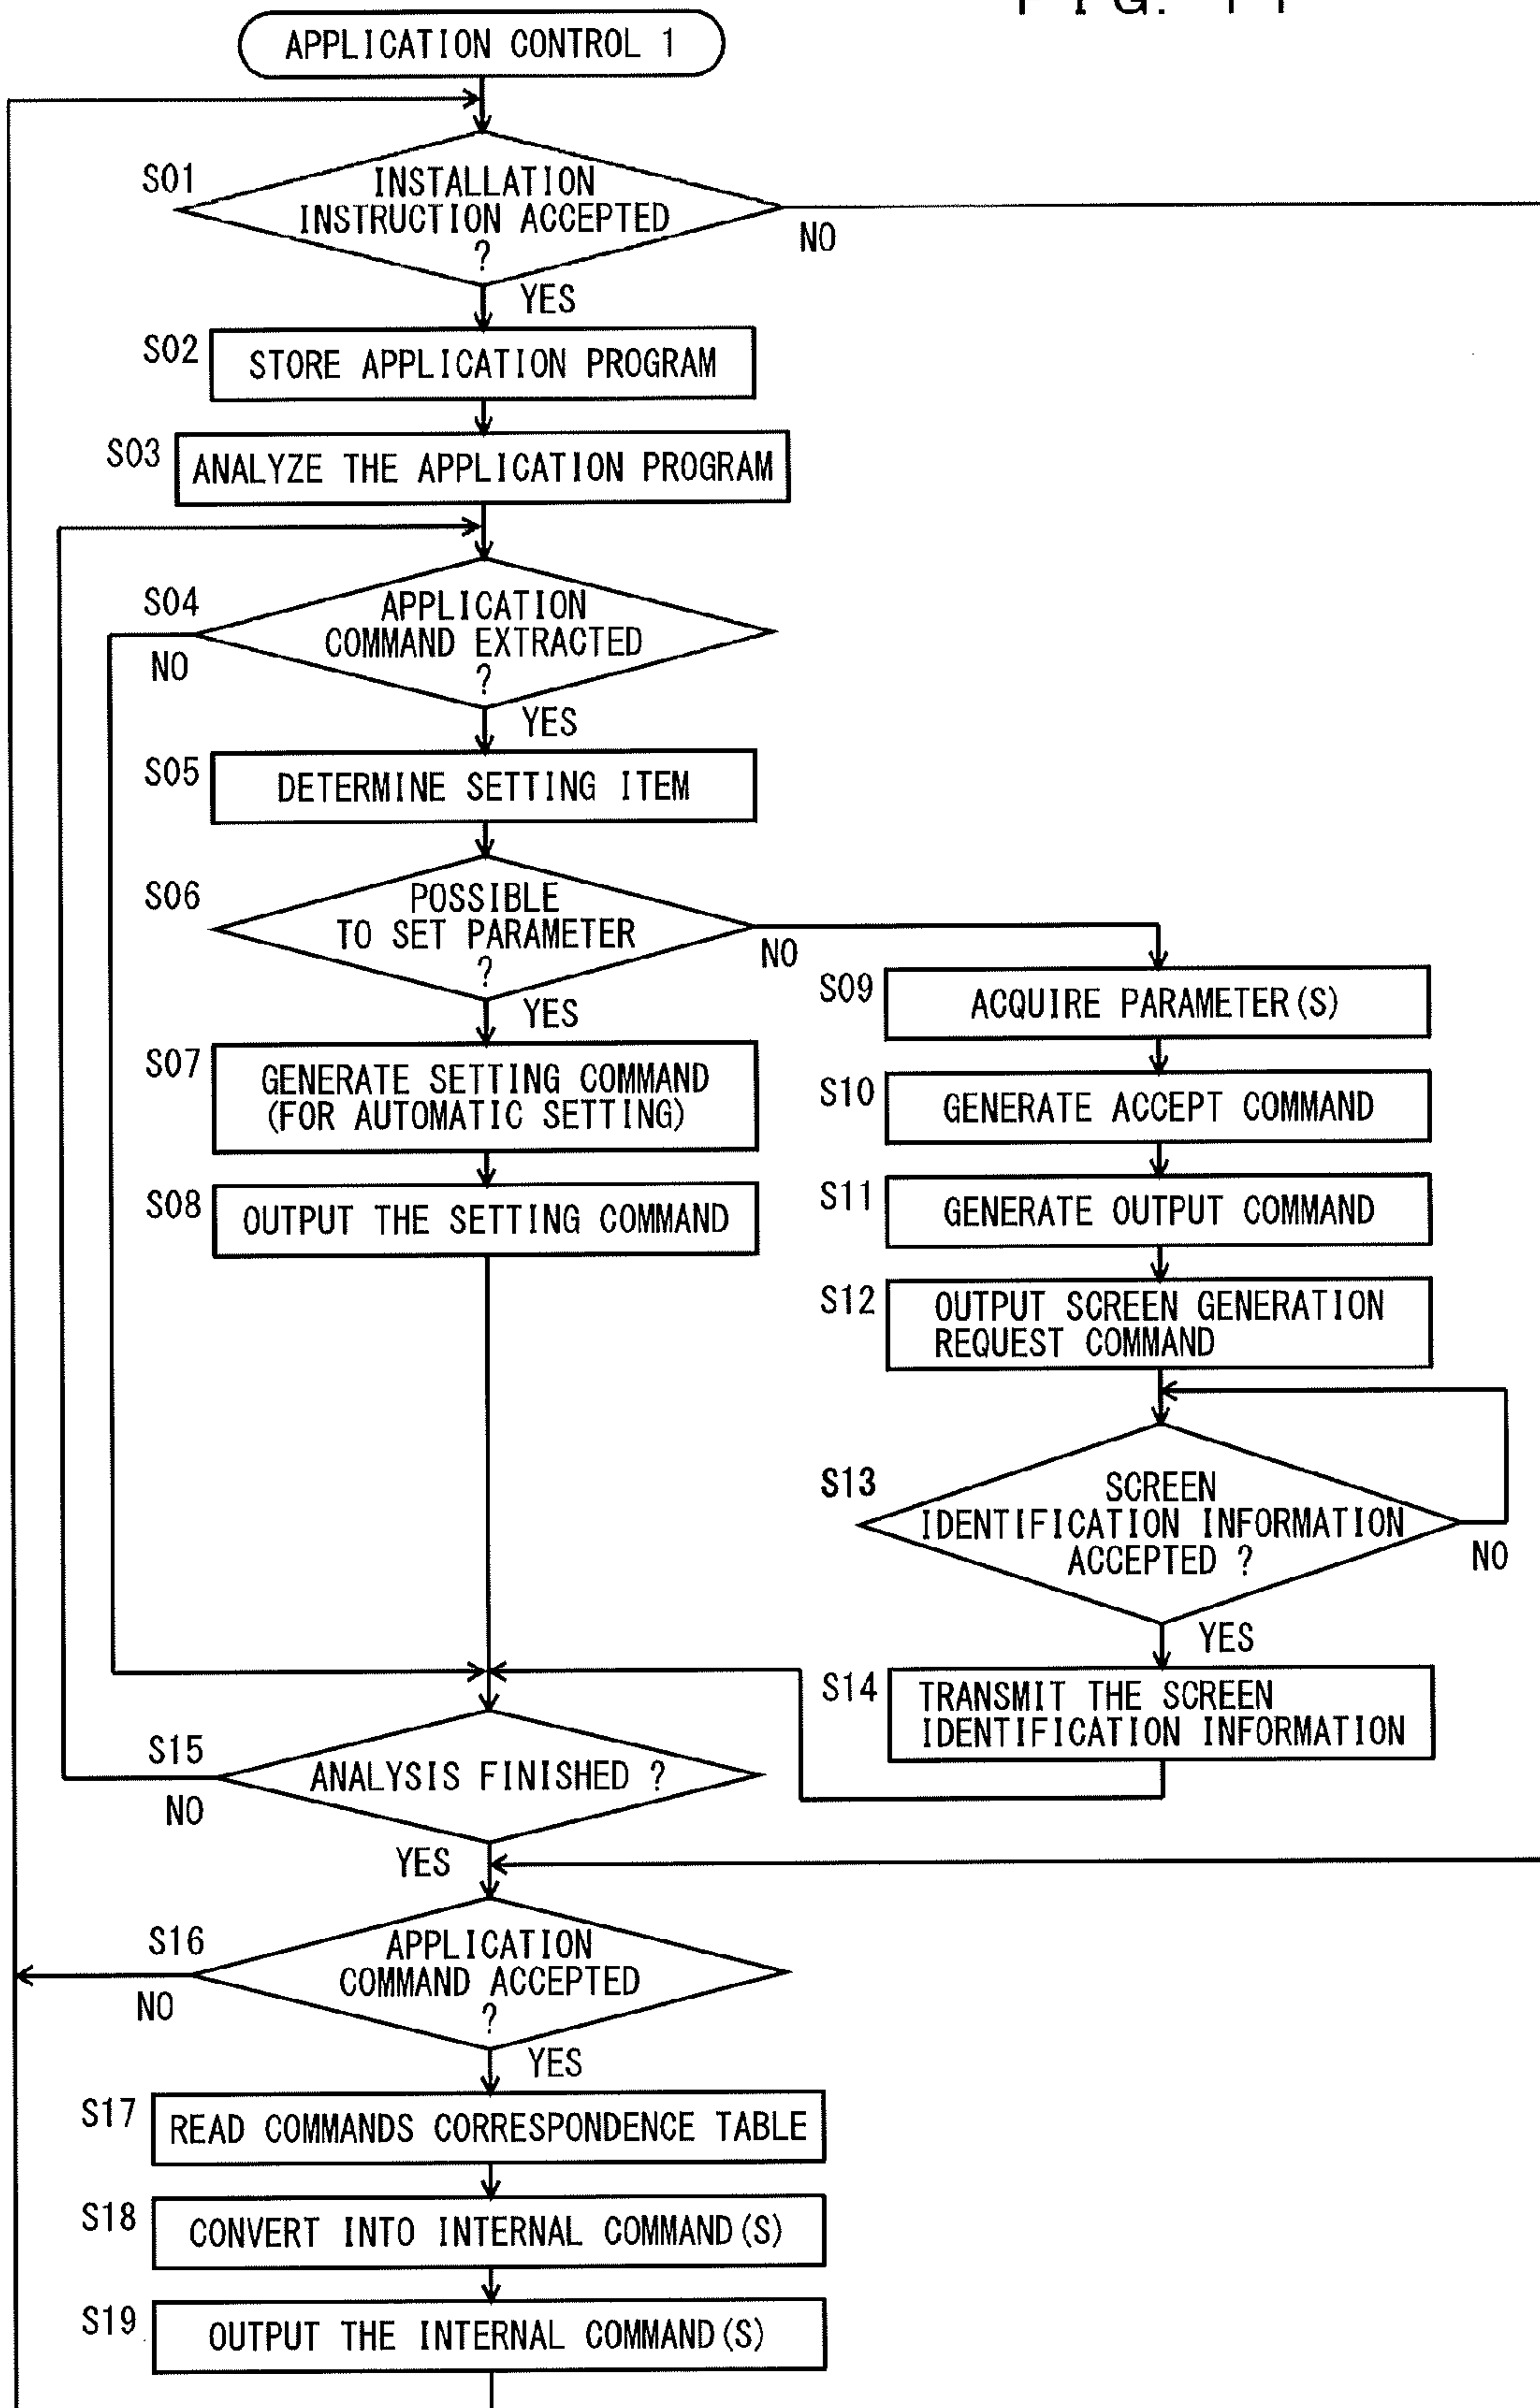 FIG. 11
APPLICATION CONTROL 1
S01
INSTALLATION
INSTRUCTION ACCEPTED
?
NO
YES
S02
STORE APPLICATION PROGRAM
S03
ANALYZE THE APPLICATION PROGRAM
S04
APPLICATION
COMMAND EXTRACTED
?
NO
YES
S05
DETERMINE SETTING ITEM
S06
POSSIBLE
TO SET PARAMETER
?
NO
YES
S07
GENERATE SETTING COMMAND
(FOR AUTOMATIC SETTING)
S08
OUTPUT THE SETTING COMMAND
S09
ACQUIRE PARAMETER(S)
S10
GENERATE ACCEPT COMMAND
S11
GENERATE OUTPUT COMMAND
S12
OUTPUT SCREEN GENERATION
REQUEST COMMAND
S13
SCREEN
IDENTIFICATION INFORMATION
ACCEPTED ?
NO
YES
S14
TRANSMIT THE SCREEN
IDENTIFICATION INFORMATION
S15
ANALYSIS FINISHED ?
NO
YES
S16
APPLICATION
COMMAND ACCEPTED
?
NO
YES
S17
READ COMMANDS CORRESPONDENCE TABLE
S18
CONVERT INTO INTERNAL COMMAND(S)
S19
OUTPUT THE INTERNAL COMMAND(S)